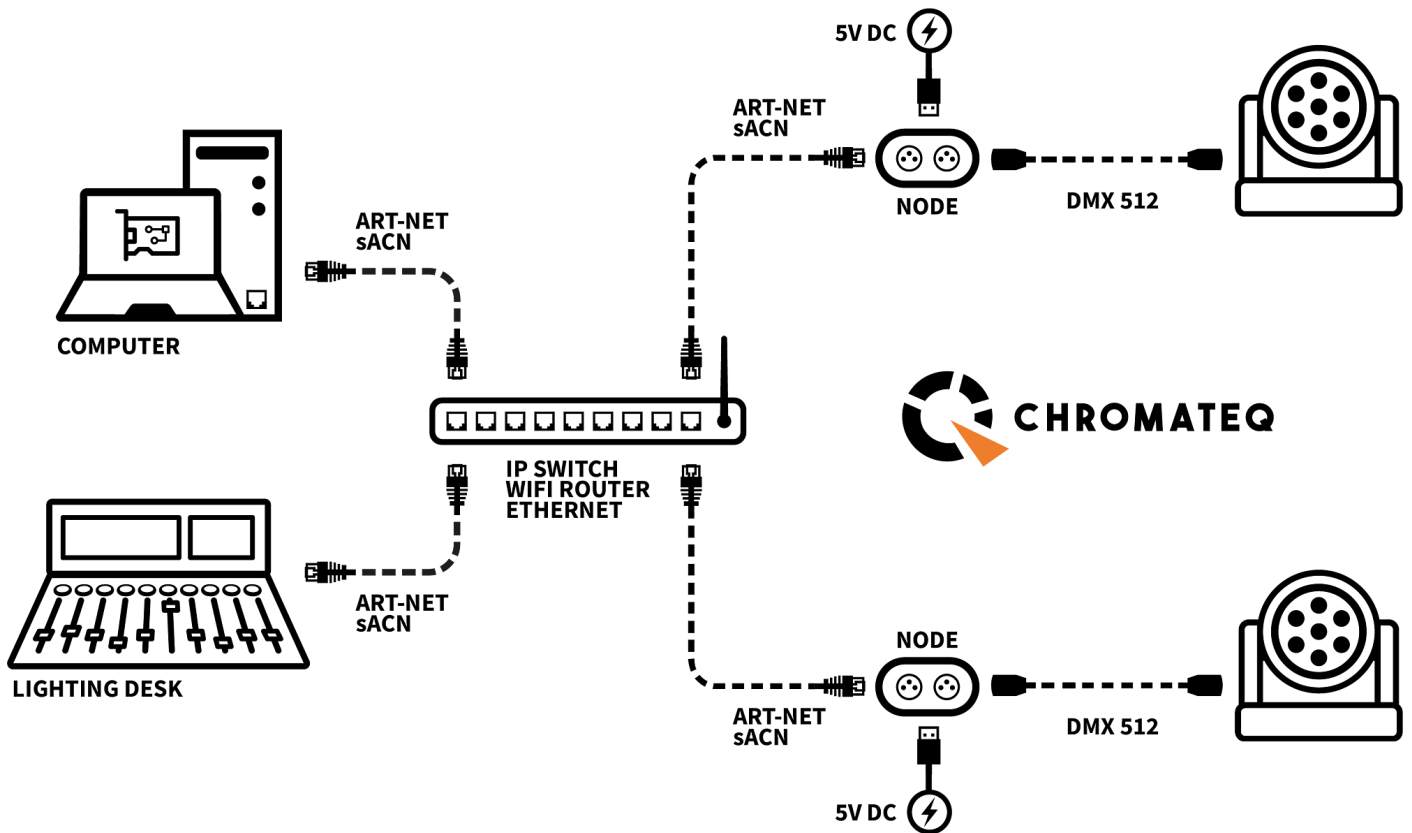 5V DC
ART-NET
sACN
NODE
DMX 512
ART-NET
sACN
COMPUTER
IP SWITCH
WIFI ROUTER
ETHERNET
CHROMATEQ
ART-NET
sACN
LIGHTING DESK
NODE
ART-NET
sACN
DMX 512
5V DC